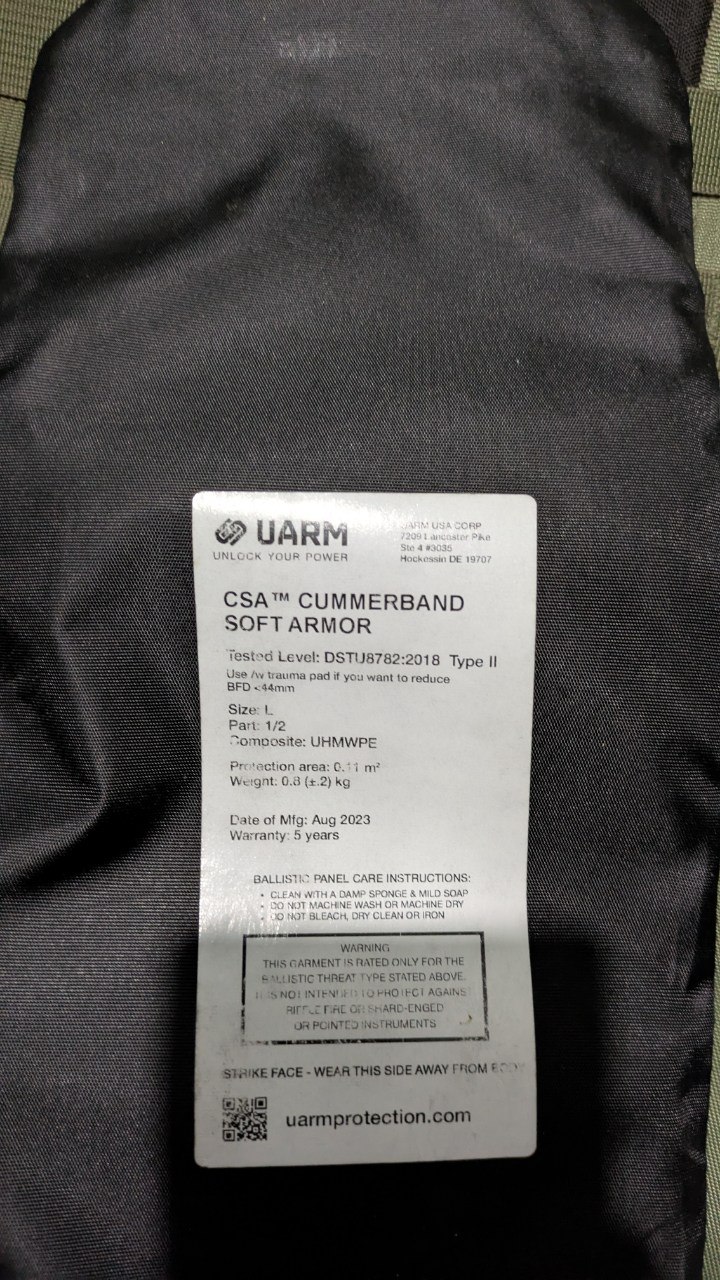 UARM
UNLOCK YOUR POWER
UARM USA CORP
7209 Lancaster Pike
Ste 4 #3035
Hockessin DE 19707
CSA™ CUMMERBAND
SOFT ARMOR
Tested Level: DSTU8782:2018 Type II
Use /w trauma pad if you want to reduce
BFD <44mm
Size: L
Part: 1/2
Composite: UHMWPE
Protection area: 0.11 m²
Weight: 0.8 (±.2) kg
Date of Mfg: Aug 2023
Warranty: 5 years
BALLISTIC PANEL CARE INSTRUCTIONS:
• CLEAN WITH A DAMP SPONGE & MILD SOAP
• DO NOT MACHINE WASH OR MACHINE DRY
• DO NOT BLEACH, DRY CLEAN OR IRON
WARNING
THIS GARMENT IS RATED ONLY FOR THE
BALLISTIC THREAT TYPE STATED ABOVE.
IT IS NOT INTENDED TO PROTECT AGAINST
RIFLE FIRE OR SHARD-ENGED
OR POINTED INSTRUMENTS
STRIKE FACE - WEAR THIS SIDE AWAY FROM BODY
uarmprotection.com